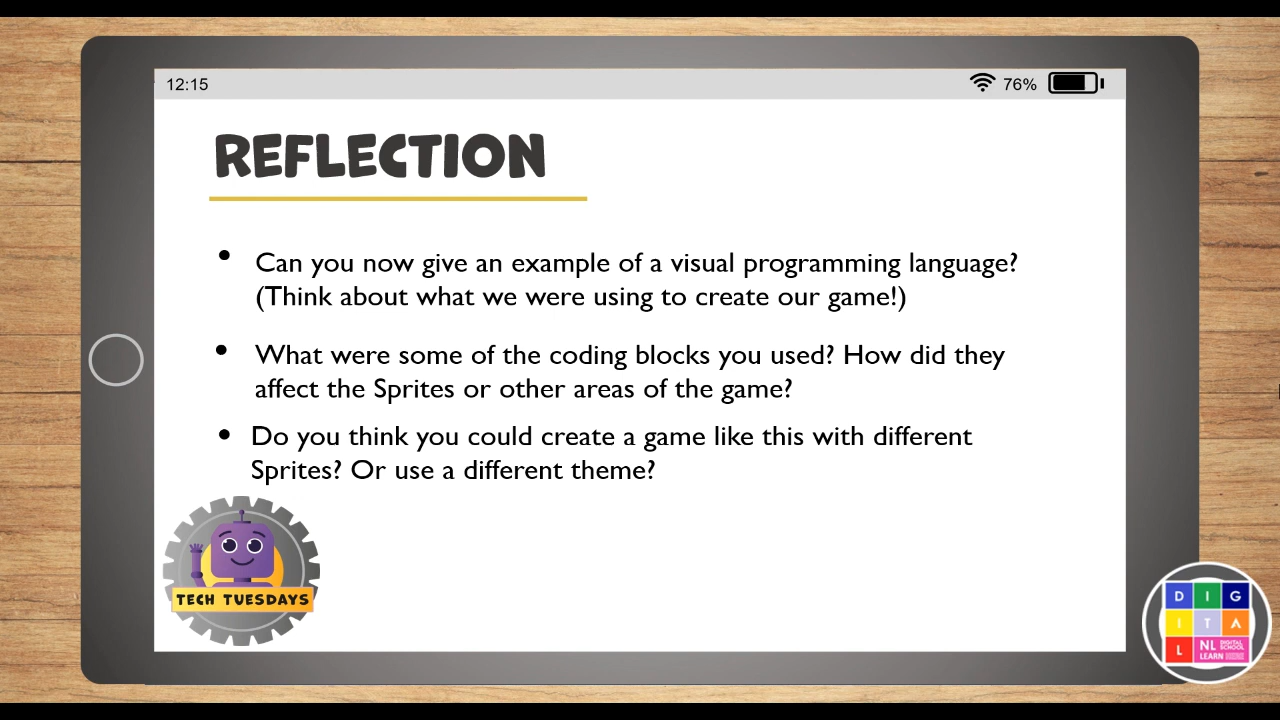 12:15
76%
REFLECTION
• Can you now give an example of a visual programming language?
(Think about what we were using to create our game!)
• What were some of the coding blocks you used? How did they
affect the Sprites or other areas of the game?
• Do you think you could create a game like this with different
Sprites? Or use a different theme?
TECH TUESDAYS
D I G
I T A
L NL DIGITAL
SCHOOL
LEARN